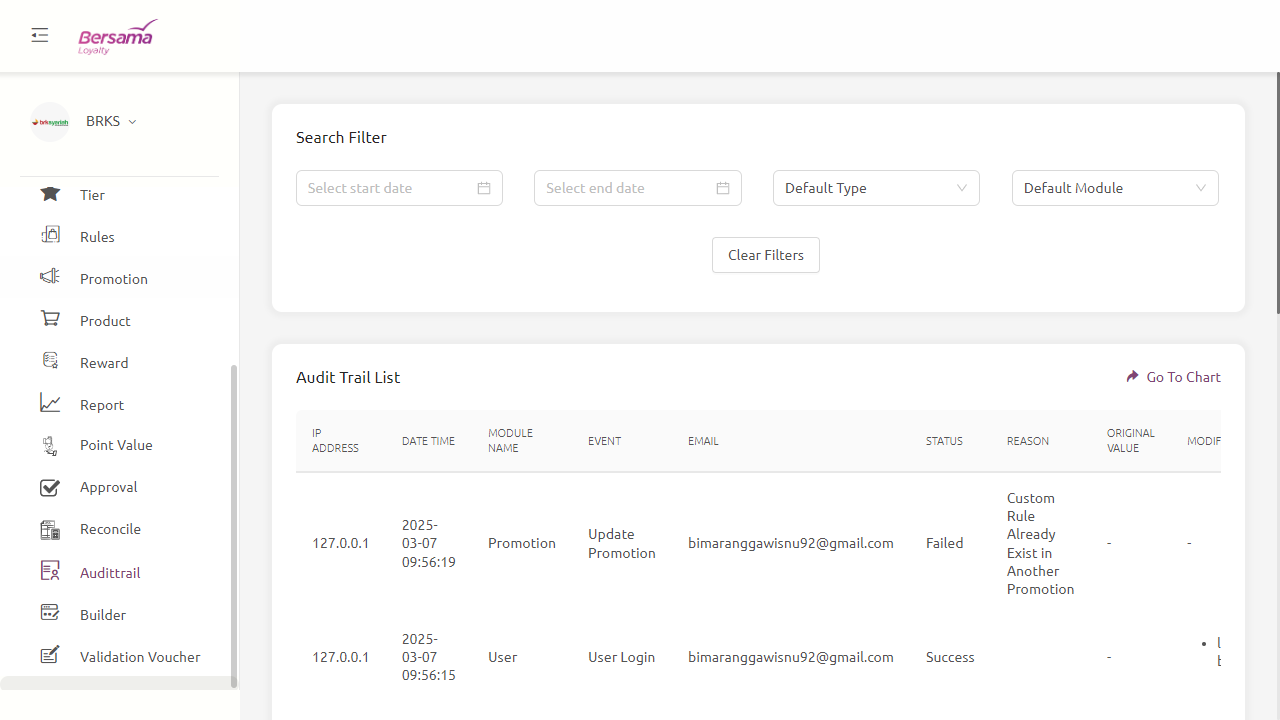 Bersama
Loyalty
brksyariah
BRKS
Tier
Rules
Promotion
Product
Reward
Report
Point Value
Approval
Reconcile
Audittrail
Builder
Validation Voucher
Search Filter
Select start date
Select end date
Default Type
Default Module
Clear Filters
Audit Trail List
Go To Chart
IP ADDRESS
DATE TIME
MODULE NAME
EVENT
EMAIL
STATUS
REASON
ORIGINAL VALUE
MODIF
127.0.0.1
2025-
03-07
09:56:19
Promotion
Update
Promotion
bimaranggawisnu92@gmail.com
Failed
Custom
Rule
Already
Exist in
Another
Promotion
-
-
127.0.0.1
2025-
03-07
09:56:15
User
User Login
bimaranggawisnu92@gmail.com
Success
-